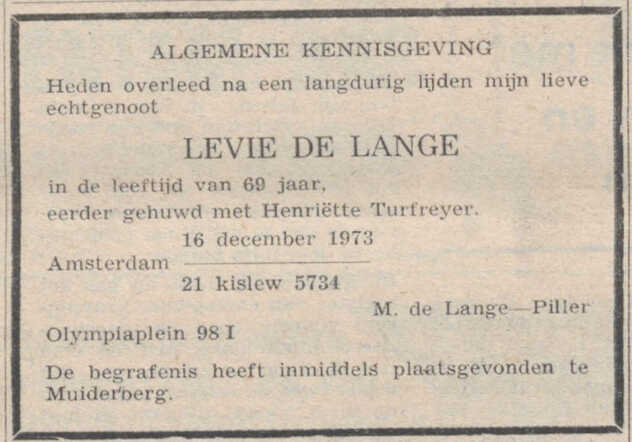 ALGEMENE KENNISGEVING
Heden overleed na een langdurig lijden mijn lieve
echtgenoot
LEVIE DE LANGE
in de leeftijd van 69 jaar,
eerder gehuwd met Henriëtte Turfreyer.
16 december 1973
Amsterdam
21 kislew 5734
M. de Lange—Piller
Olympiaplein 98 I
De begrafenis heeft inmiddels plaatsgevonden te
Muiderberg.